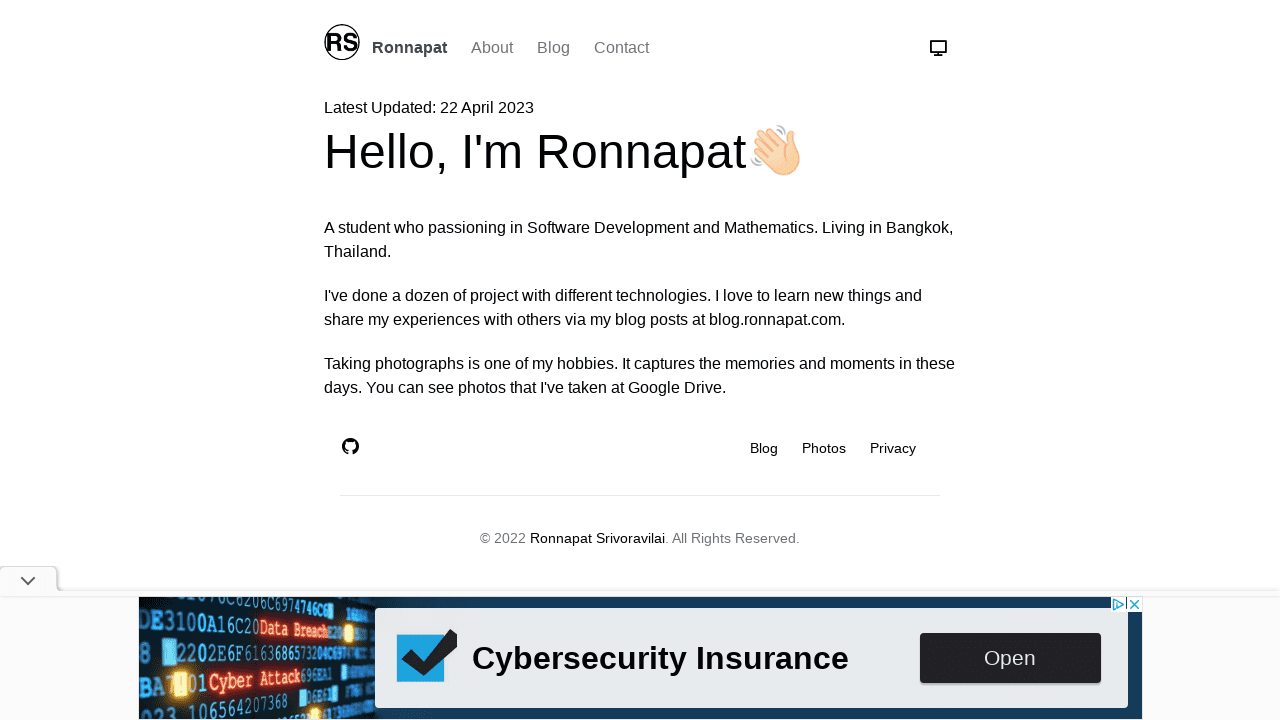 RS Ronnapat About Blog Contact
Latest Updated: 22 April 2023
Hello, I'm Ronnapat👋🏻
A student who passioning in Software Development and Mathematics. Living in Bangkok,
Thailand.
I've done a dozen of project with different technologies. I love to learn new things and
share my experiences with others via my blog posts at blog.ronnapat.com.
Taking photographs is one of my hobbies. It captures the memories and moments in these
days. You can see photos that I've taken at Google Drive.
Blog Photos Privacy
© 2022 Ronnapat Srivoravilai. All Rights Reserved.
Data Breach
Cyber Attack
Cybersecurity Insurance
Open